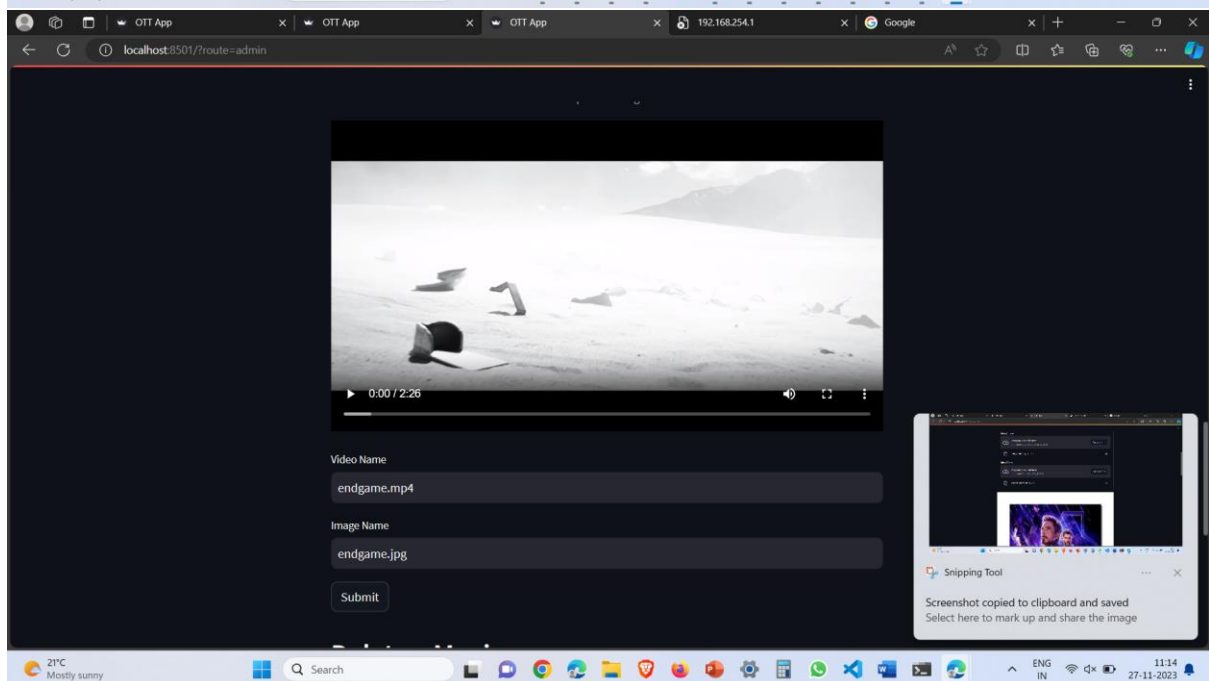 OTT App
OTT App
OTT App
192.168.254.1
Google
localhost:8501/?route=admin
0:00 / 2:26
Video Name
endgame.mp4
Image Name
endgame.jpg
Submit
Snipping Tool
Screenshot copied to clipboard and saved
Select here to mark up and share the image
21°C
Mostly sunny
Search
ENG
IN
11:14
27-11-2023